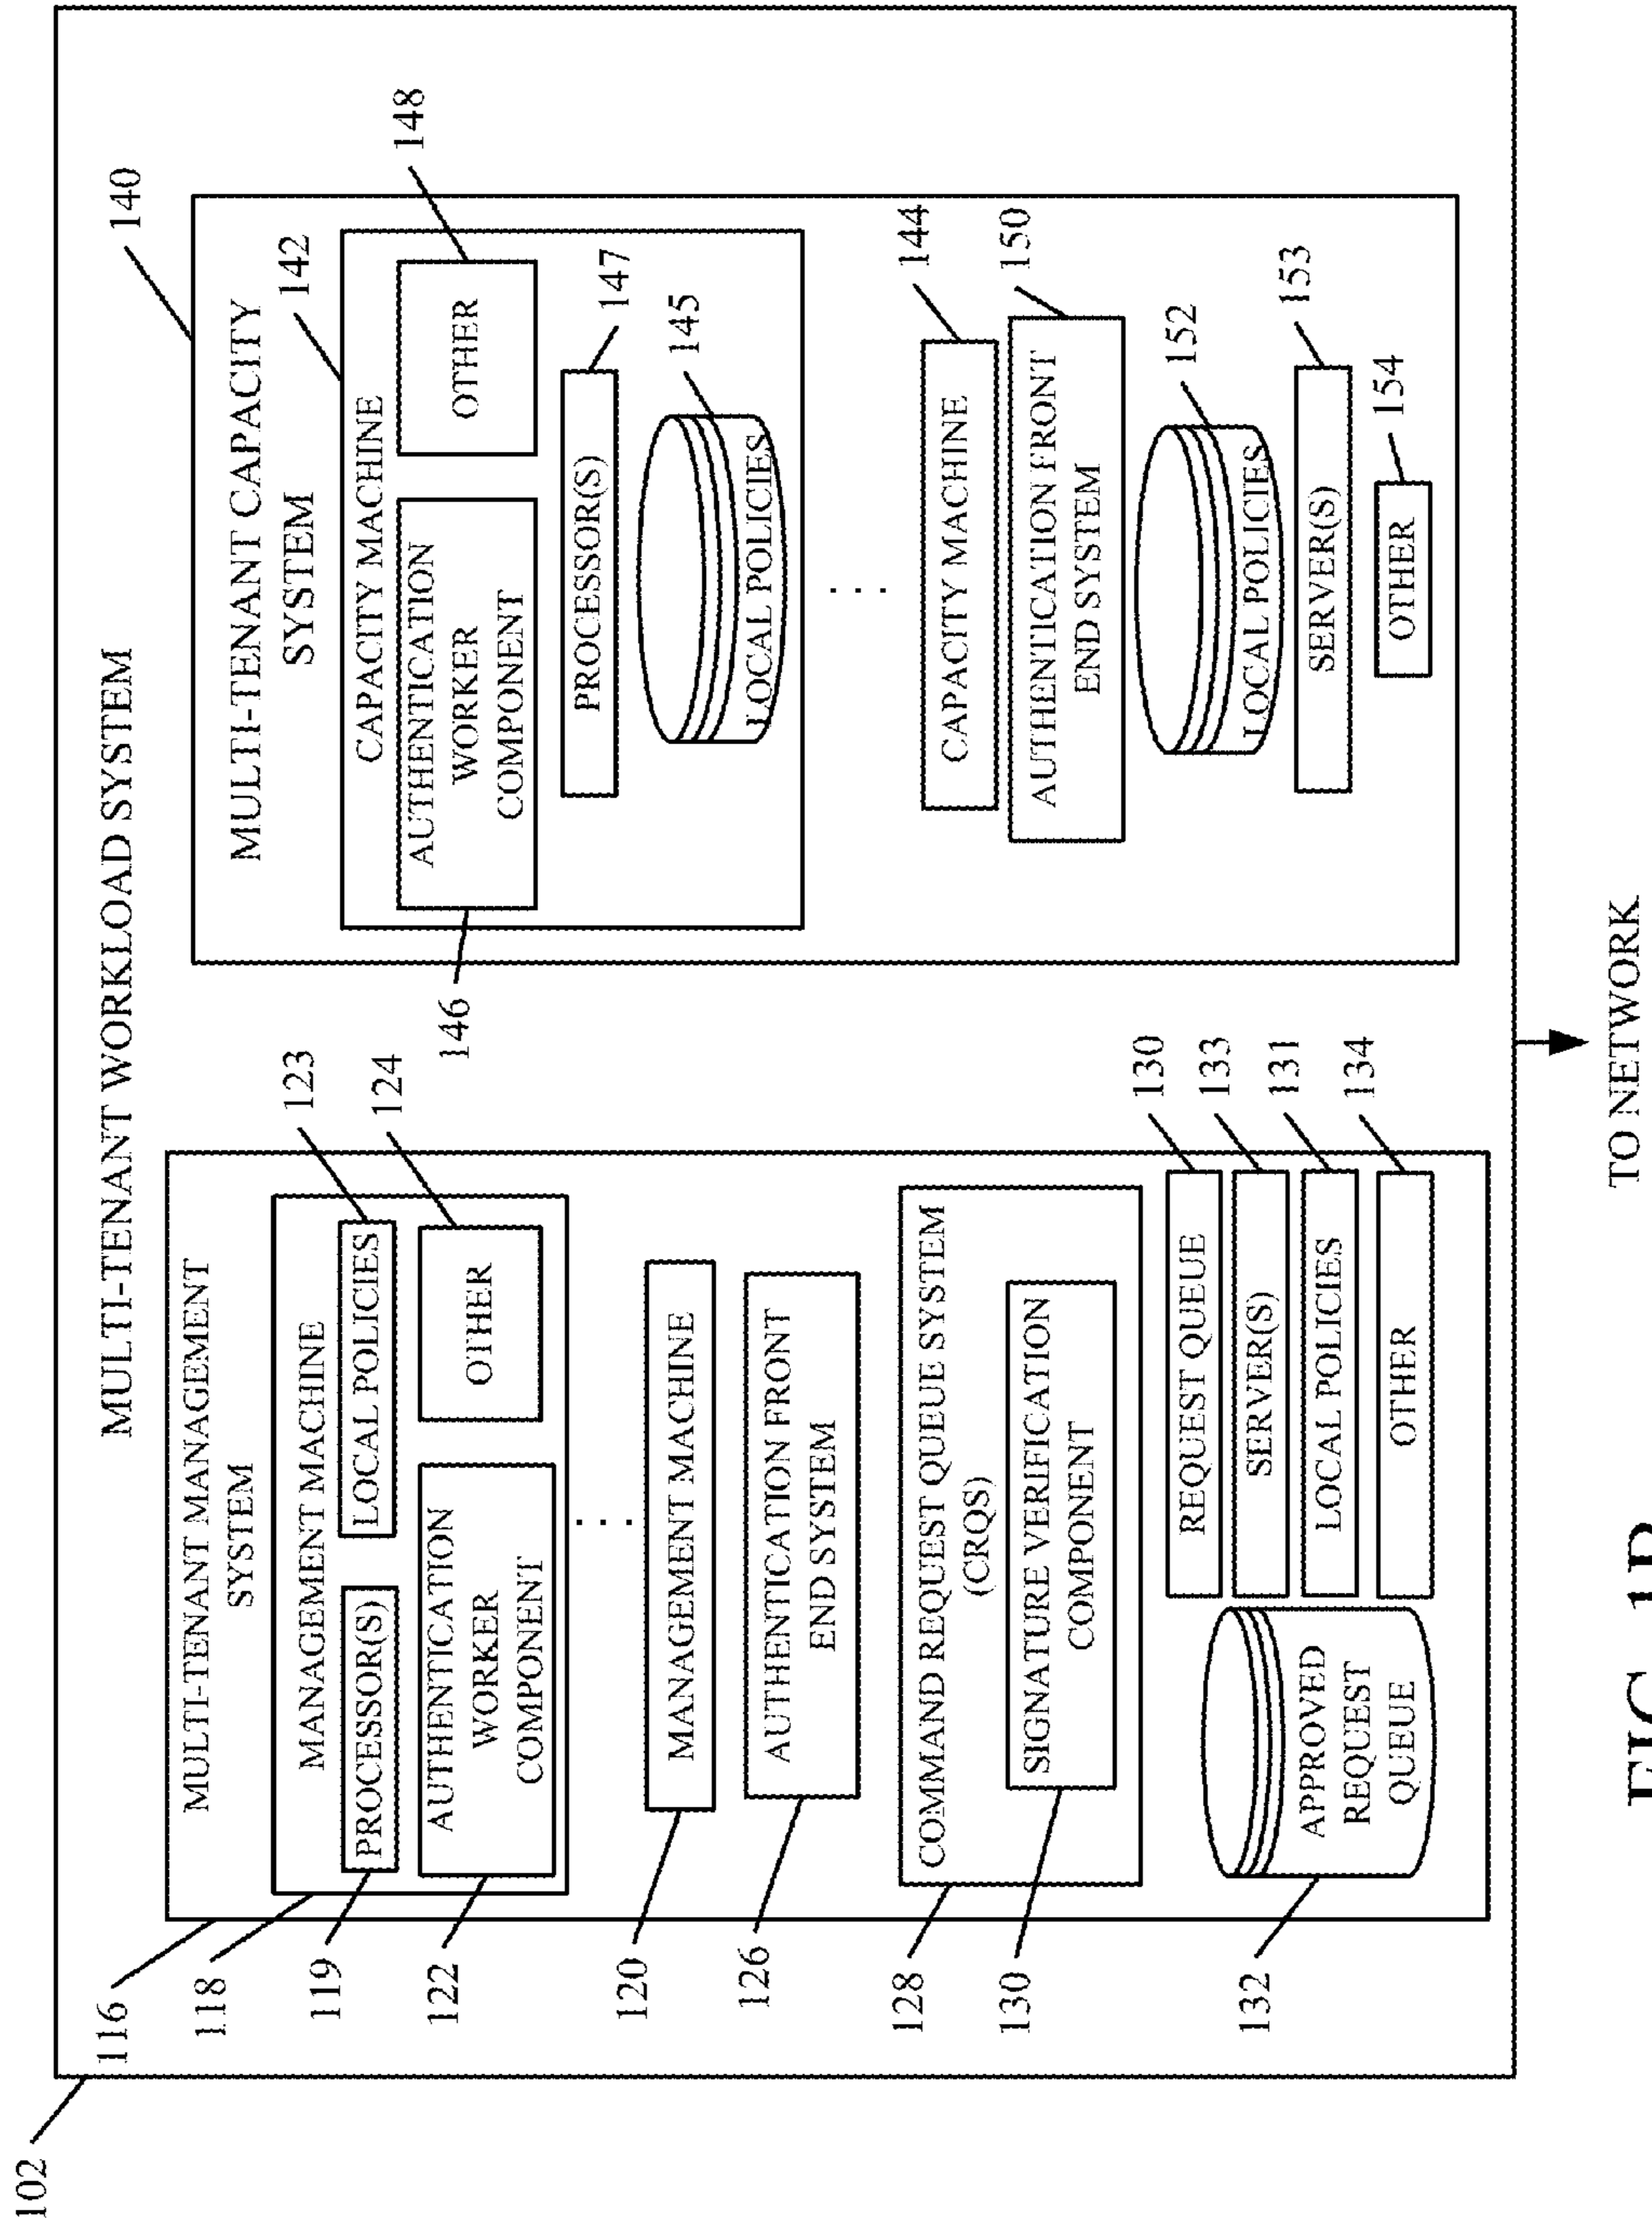 102
MULTI-TENANT WORKLOAD SYSTEM
116
MULTI-TENANT MANAGEMENT
SYSTEM
118
MANAGEMENT MACHINE
119
PROCESSOR(S)
LOCAL POLICIES
123
122
AUTHENTICATION
WORKER
COMPONENT
OTHER
124
. . .
120
MANAGEMENT MACHINE
126
AUTHENTICATION FRONT
END SYSTEM
128
COMMAND REQUEST QUEUE SYSTEM
(CRQS)
130
SIGNATURE VERIFICATION
COMPONENT
132
APPROVED
REQUEST
QUEUE
REQUEST QUEUE
130
SERVER(S)
133
LOCAL POLICIES
131
OTHER
134
140
MULTI-TENANT CAPACITY
SYSTEM
142
CAPACITY MACHINE
146
AUTHENTICATION
WORKER
COMPONENT
OTHER
148
PROCESSOR(S)
147
LOCAL POLICIES
145
. . .
CAPACITY MACHINE
144
AUTHENTICATION FRONT
END SYSTEM
150
LOCAL POLICIES
152
SERVER(S)
153
OTHER
154
TO NETWORK
FIG. 1B